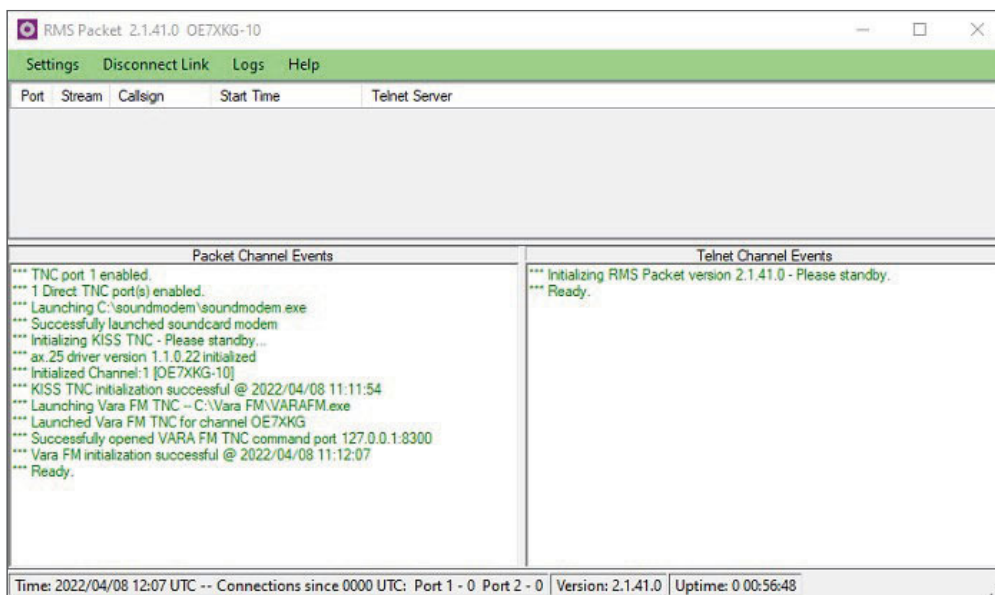 RMS Packet 2.1.41.0 OE7XKG-10
Settings Disconnect Link Logs Help
Port Stream Callsign Start Time Telnet Server
Packet Channel Events
*** TNC port 1 enabled.
*** 1 Direct TNC port(s) enabled.
*** Launching C:\soundmodem\soundmodem.exe
*** Successfully launched soundcard modem
*** Initializing KISS TNC - Please standby...
*** ax.25 driver version 1.1.0.22 initialized
*** Initialized Channel:1 [OE7XKG-10]
*** KISS TNC initialization successful @ 2022/04/08 11:11:54
*** Launching Vara FM TNC -- C:\Vara FM\VARAFM.exe
*** Launched Vara FM TNC for channel OE7XKG
*** Successfully opened VARA FM TNC command port 127.0.0.1:8300
*** Vara FM initialization successful @ 2022/04/08 11:12:07
*** Ready.
Telnet Channel Events
*** Initializing RMS Packet version 2.1.41.0 - Please standby.
*** Ready.
Time: 2022/04/08 12:07 UTC -- Connections since 0000 UTC: Port 1 - 0 Port 2 - 0 Version: 2.1.41.0 Uptime: 0 00:56:48